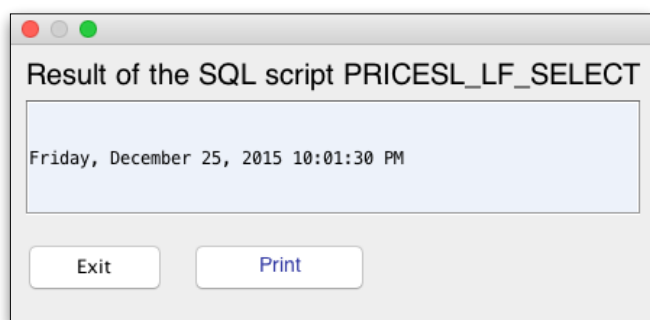 Result of the SQL script PRICESL_LF_SELECT
Friday, December 25, 2015 10:01:30 PM
Exit
Print